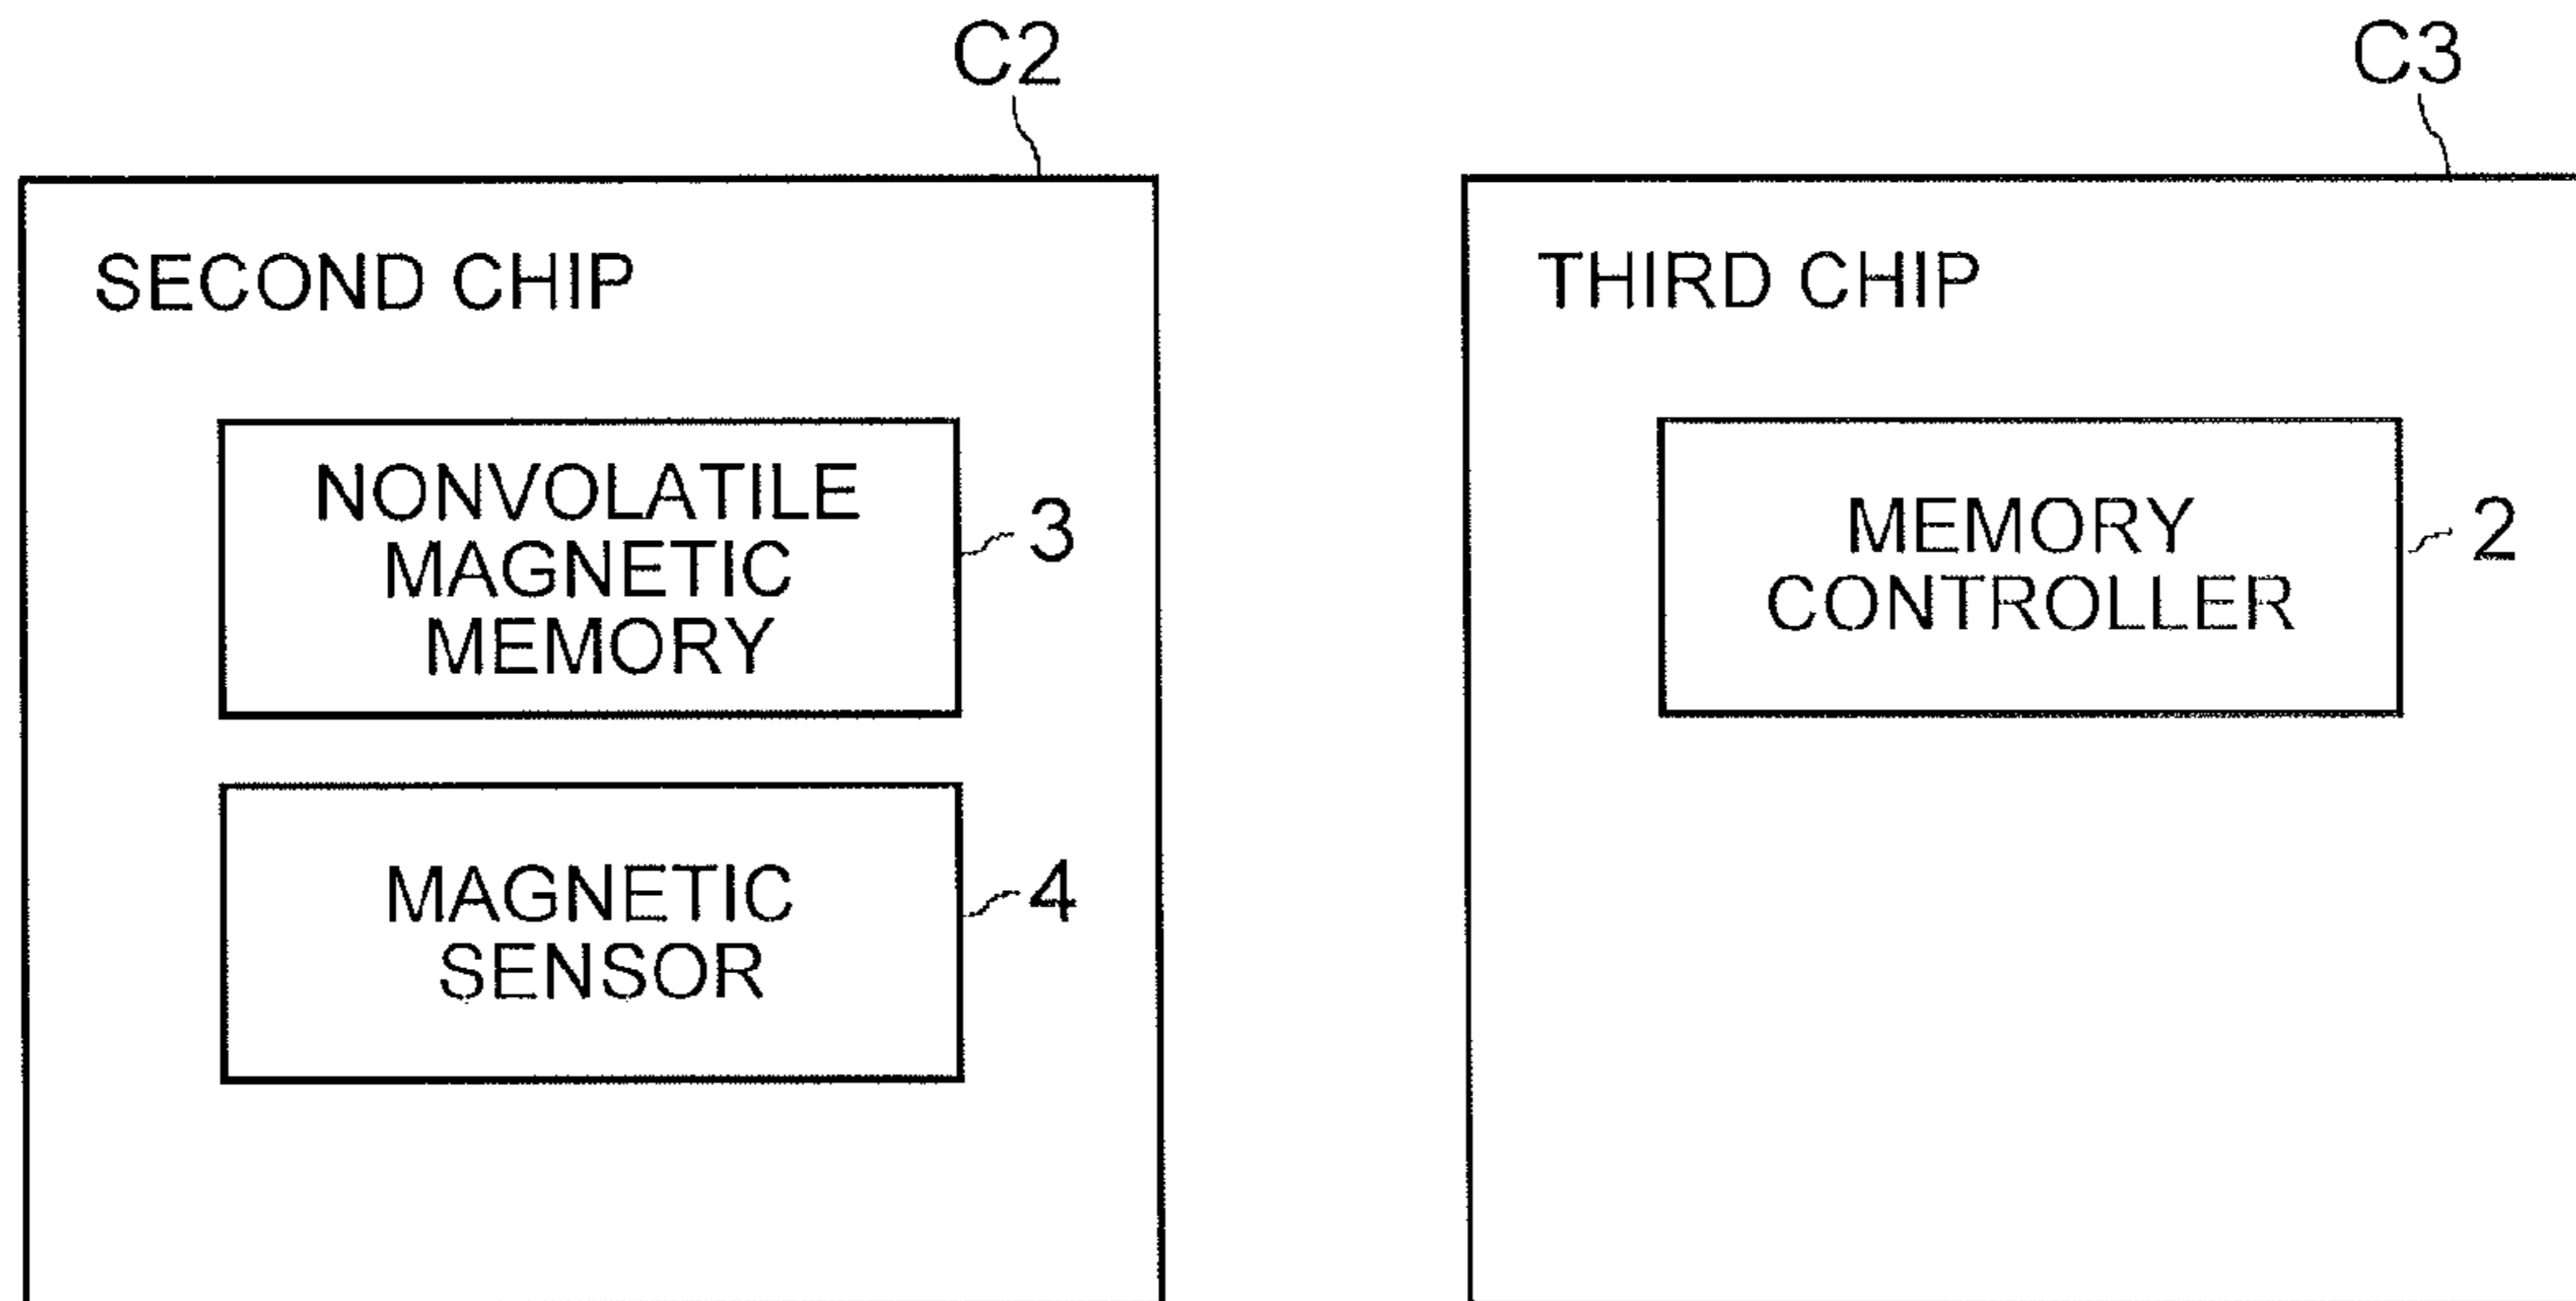 C2
SECOND CHIP
NONVOLATILE
MAGNETIC
MEMORY
3
MAGNETIC
SENSOR
4
C3
THIRD CHIP
MEMORY
CONTROLLER
2